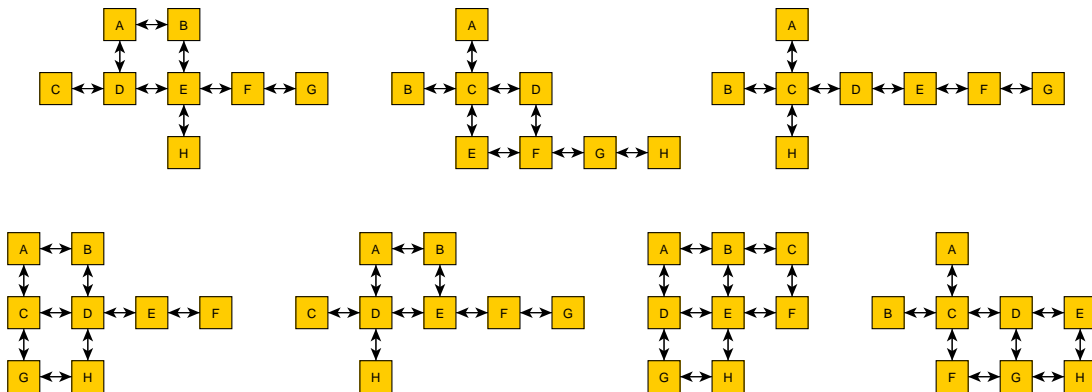 A B
C D E F G
H
A
B C D
E F G H
A
B C D E F G
H
A B
C D E F
G H
A B
C D E F G
H
A B C
D E F
G H
A
B C D E
F G H